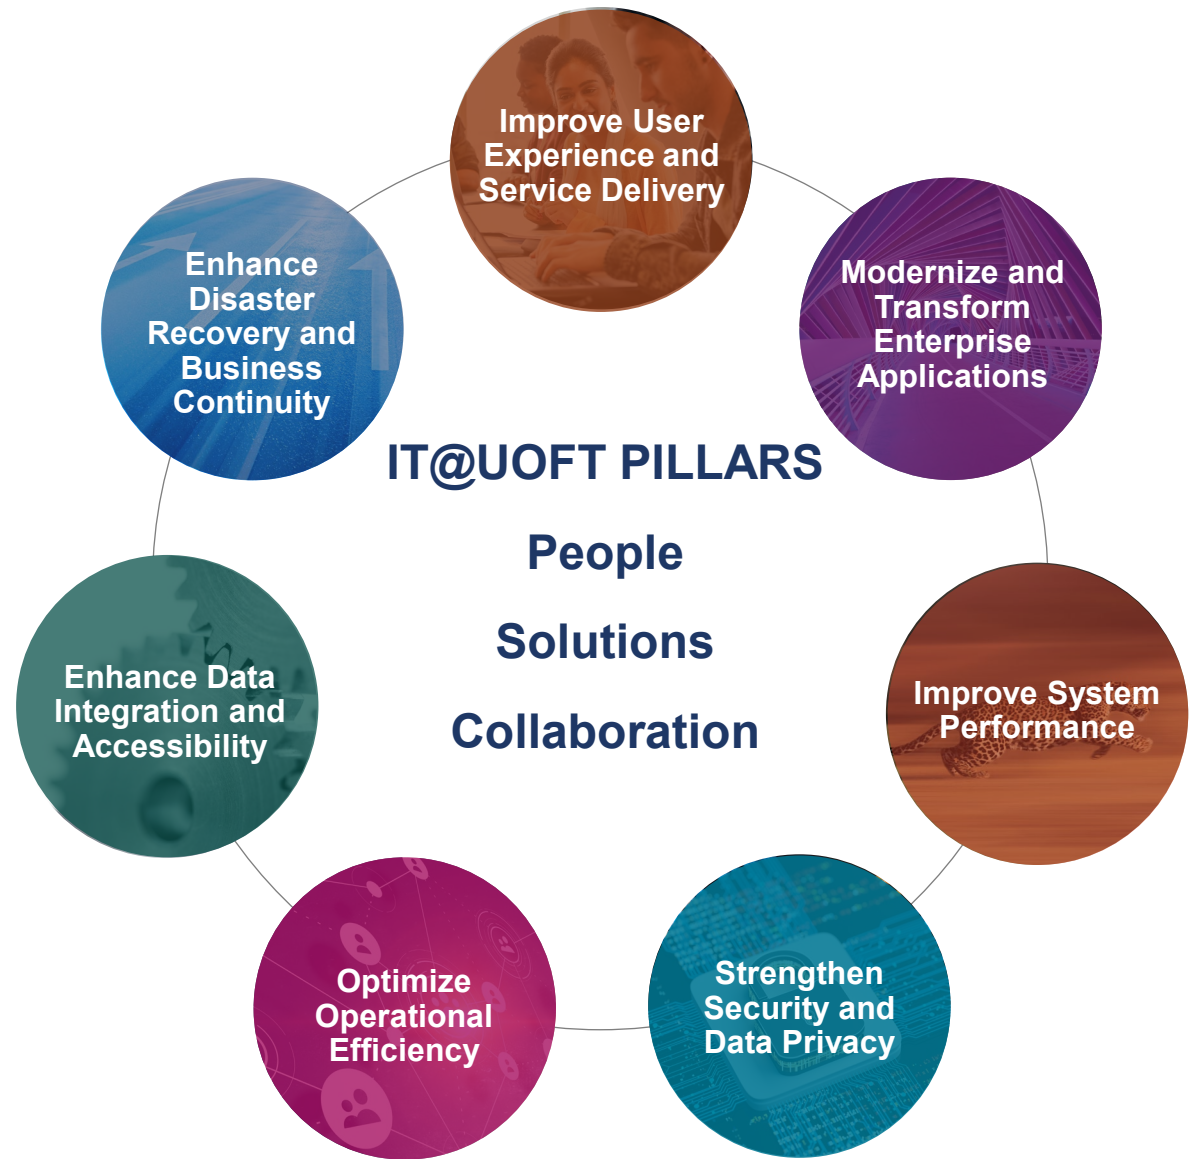 Improve User
Experience and
Service Delivery
Modernize and
Transform
Enterprise
Applications
Improve System
Performance
Strengthen
Security and
Data Privacy
Optimize
Operational
Efficiency
Enhance Data
Integration and
Accessibility
Enhance
Disaster
Recovery and
Business
Continuity
IT@UOFT PILLARS
People
Solutions
Collaboration